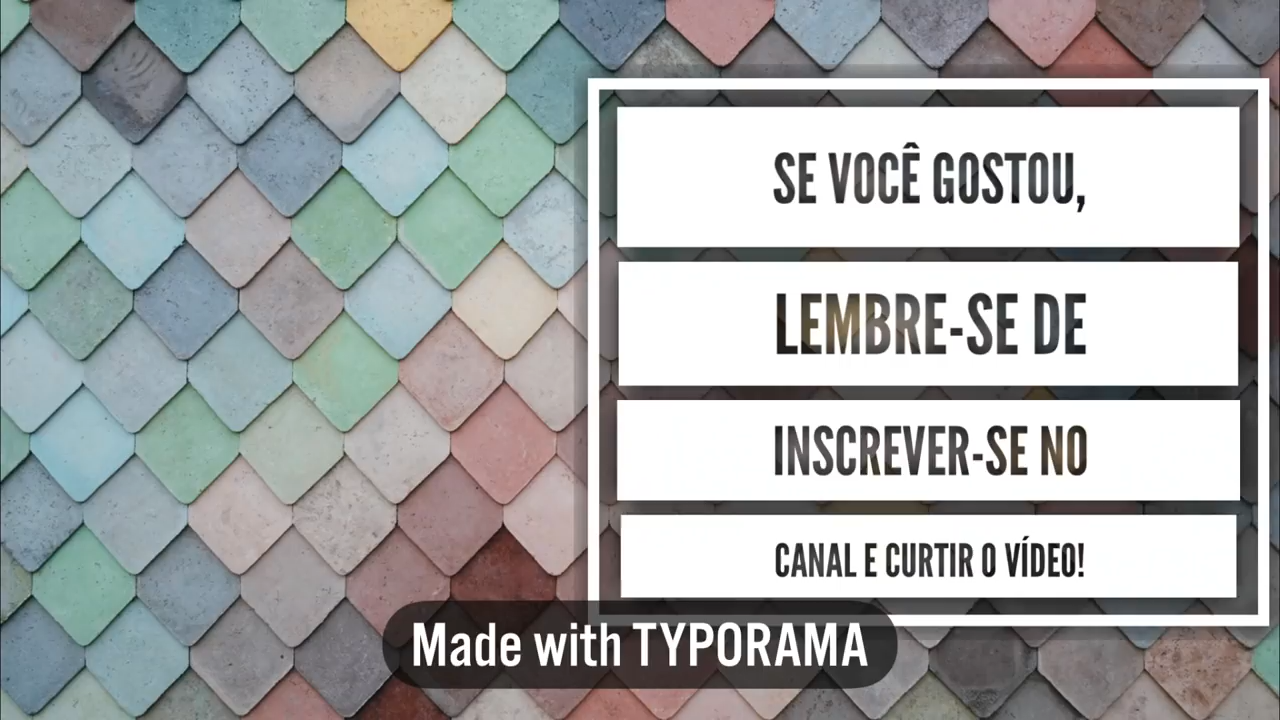 SE VOCÊ GOSTOU,
LEMBRE-SE DE
INSCREVER-SE NO
CANAL E CURTIR O VÍDEO!
Made with TYPORAMA